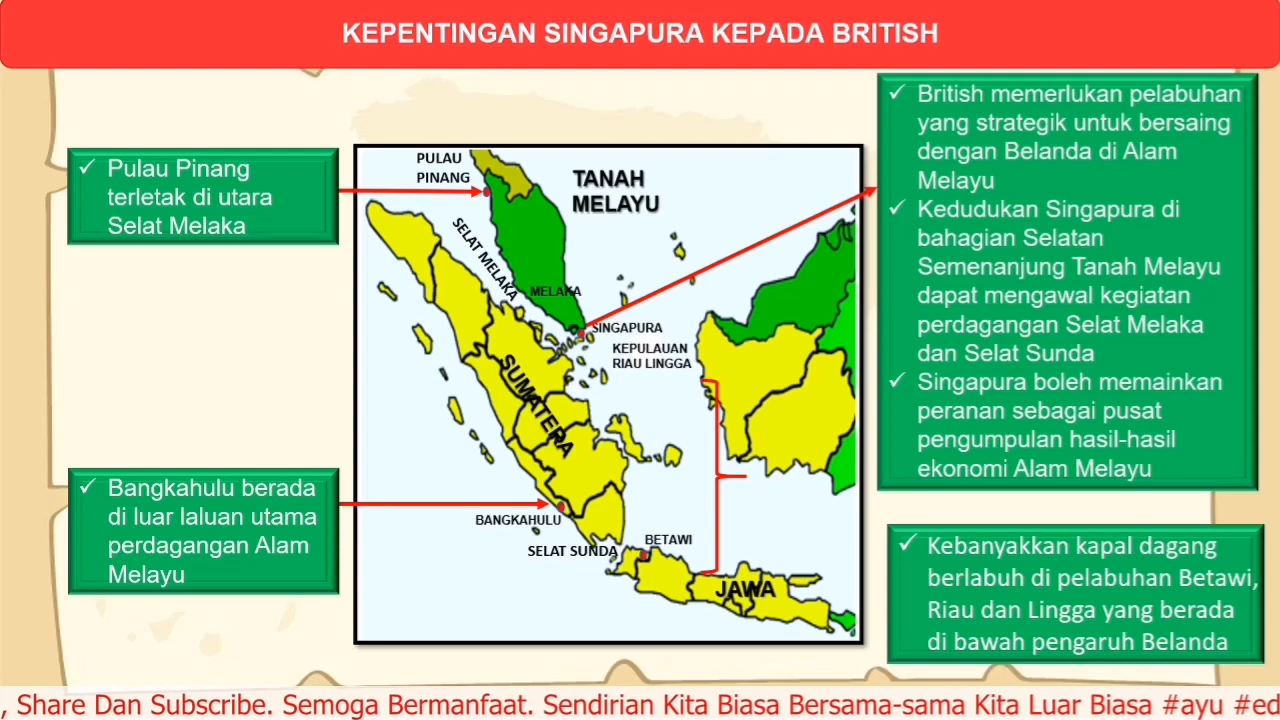 KEPENTINGAN SINGAPURA KEPADA BRITISH
✓ Pulau Pinang
terletak di utara
Selat Melaka
✓ Bangkahulu berada
di luar laluan utama
perdagangan Alam
Melayu
PULAU
PINANG
TANAH
MELAYU
SELAT MELAKA
MELAKA
SINGAPURA
KEPULAUAN
RIAU LINGGA
SUMATERA
BANGKAHULU
SELAT SUNDA
BETAWI
JAWA
✓ British memerlukan pelabuhan
yang strategik untuk bersaing
dengan Belanda di Alam
Melayu
✓ Kedudukan Singapura di
bahagian Selatan
Semenanjung Tanah Melayu
dapat mengawal kegiatan
perdagangan Selat Melaka
dan Selat Sunda
✓ Singapura boleh memainkan
peranan sebagai pusat
pengumpulan hasil-hasil
ekonomi Alam Melayu
✓ Kebanyakkan kapal dagang
berlabuh di pelabuhan Betawi,
Riau dan Lingga yang berada
di bawah pengaruh Belanda
, Share Dan Subscribe. Semoga Bermanfaat. Sendirian Kita Biasa Bersama-sama Kita Luar Biasa #ayu #ed